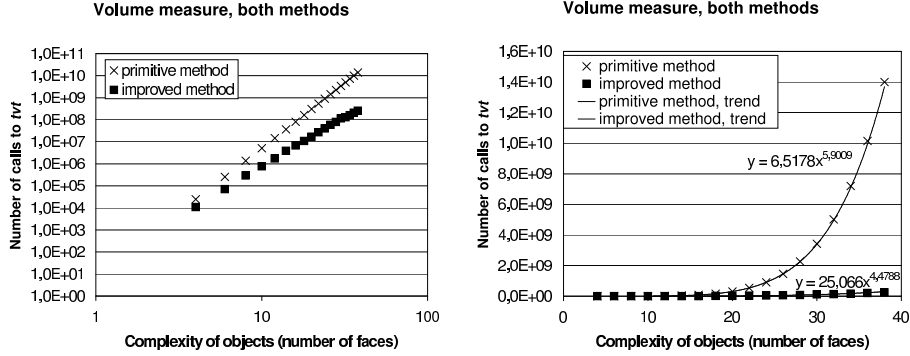 Volume measure, both methods
Number of calls to tvt
1,0E+11
1,0E+10
1,0E+09
1,0E+08
1,0E+07
1,0E+06
1,0E+05
1,0E+04
1,0E+03
1,0E+02
1,0E+01
1,0E+00
primitive method
improved method
1
10
100
Complexity of objects (number of faces)
Volume measure, both methods
Number of calls to tvt
1,6E+10
1,4E+10
1,2E+10
1,0E+10
8,0E+09
6,0E+09
4,0E+09
2,0E+09
0,0E+00
primitive method
improved method
primitive method, trend
improved method, trend
y = 6,5178x^5,9009
y = 25,066x^4,4788
0
10
20
30
40
Complexity of objects (number of faces)